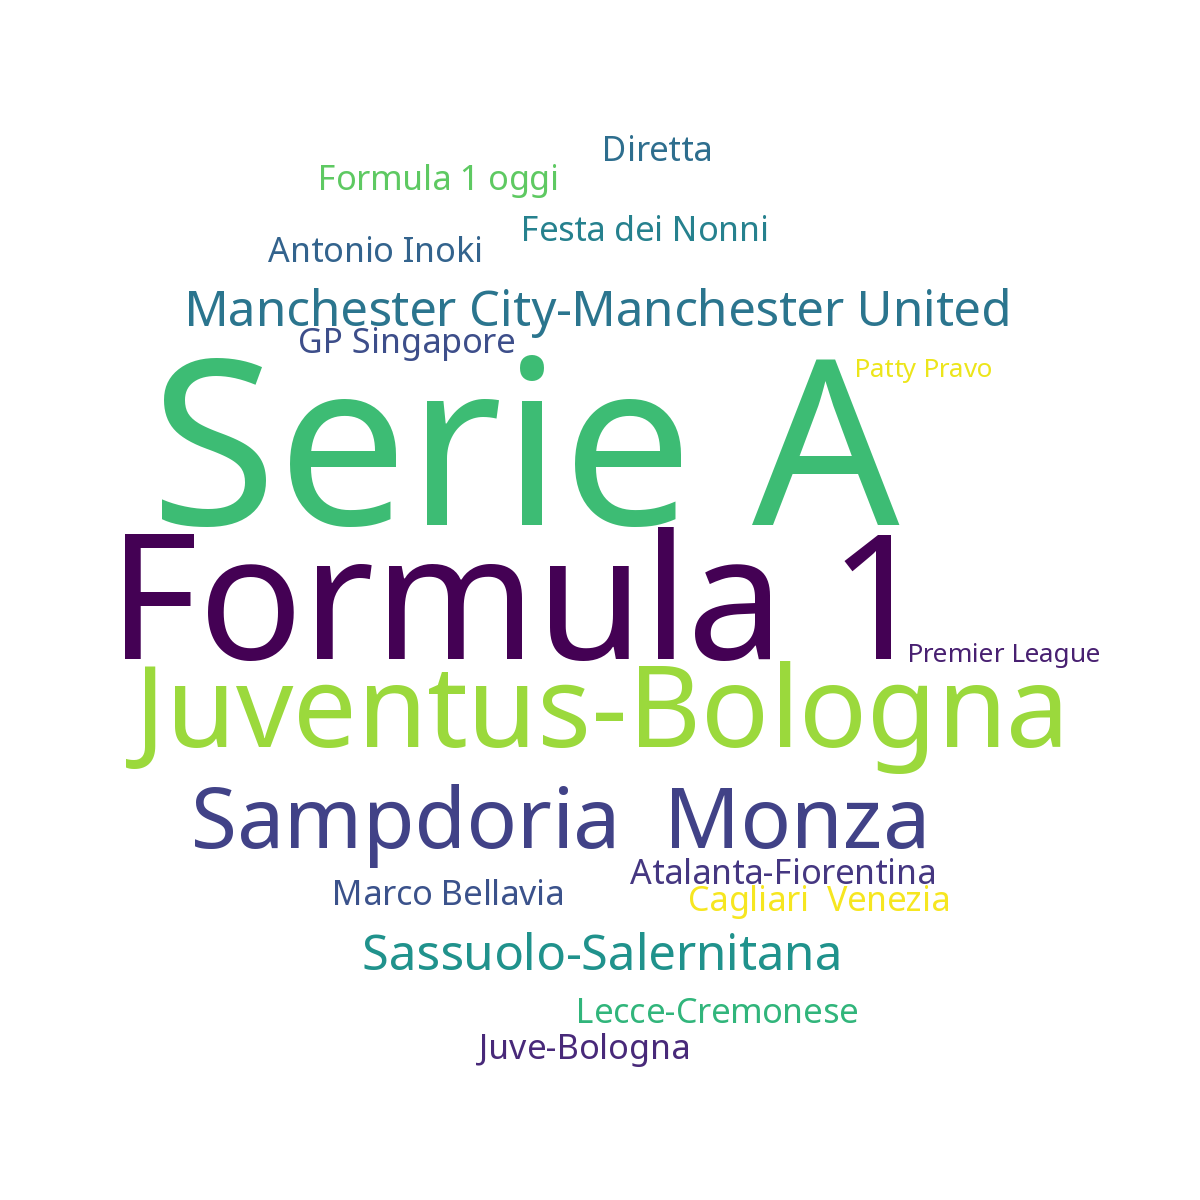 Diretta
Formula 1 oggi
Festa dei Nonni
Antonio Inoki
Manchester City-Manchester United
GP Singapore
Patty Pravo
Serie A
Formula 1
Premier League
Juventus-Bologna
Sampdoria  Monza
Atalanta-Fiorentina
Marco Bellavia
Cagliari  Venezia
Sassuolo-Salernitana
Lecce-Cremonese
Juve-Bologna